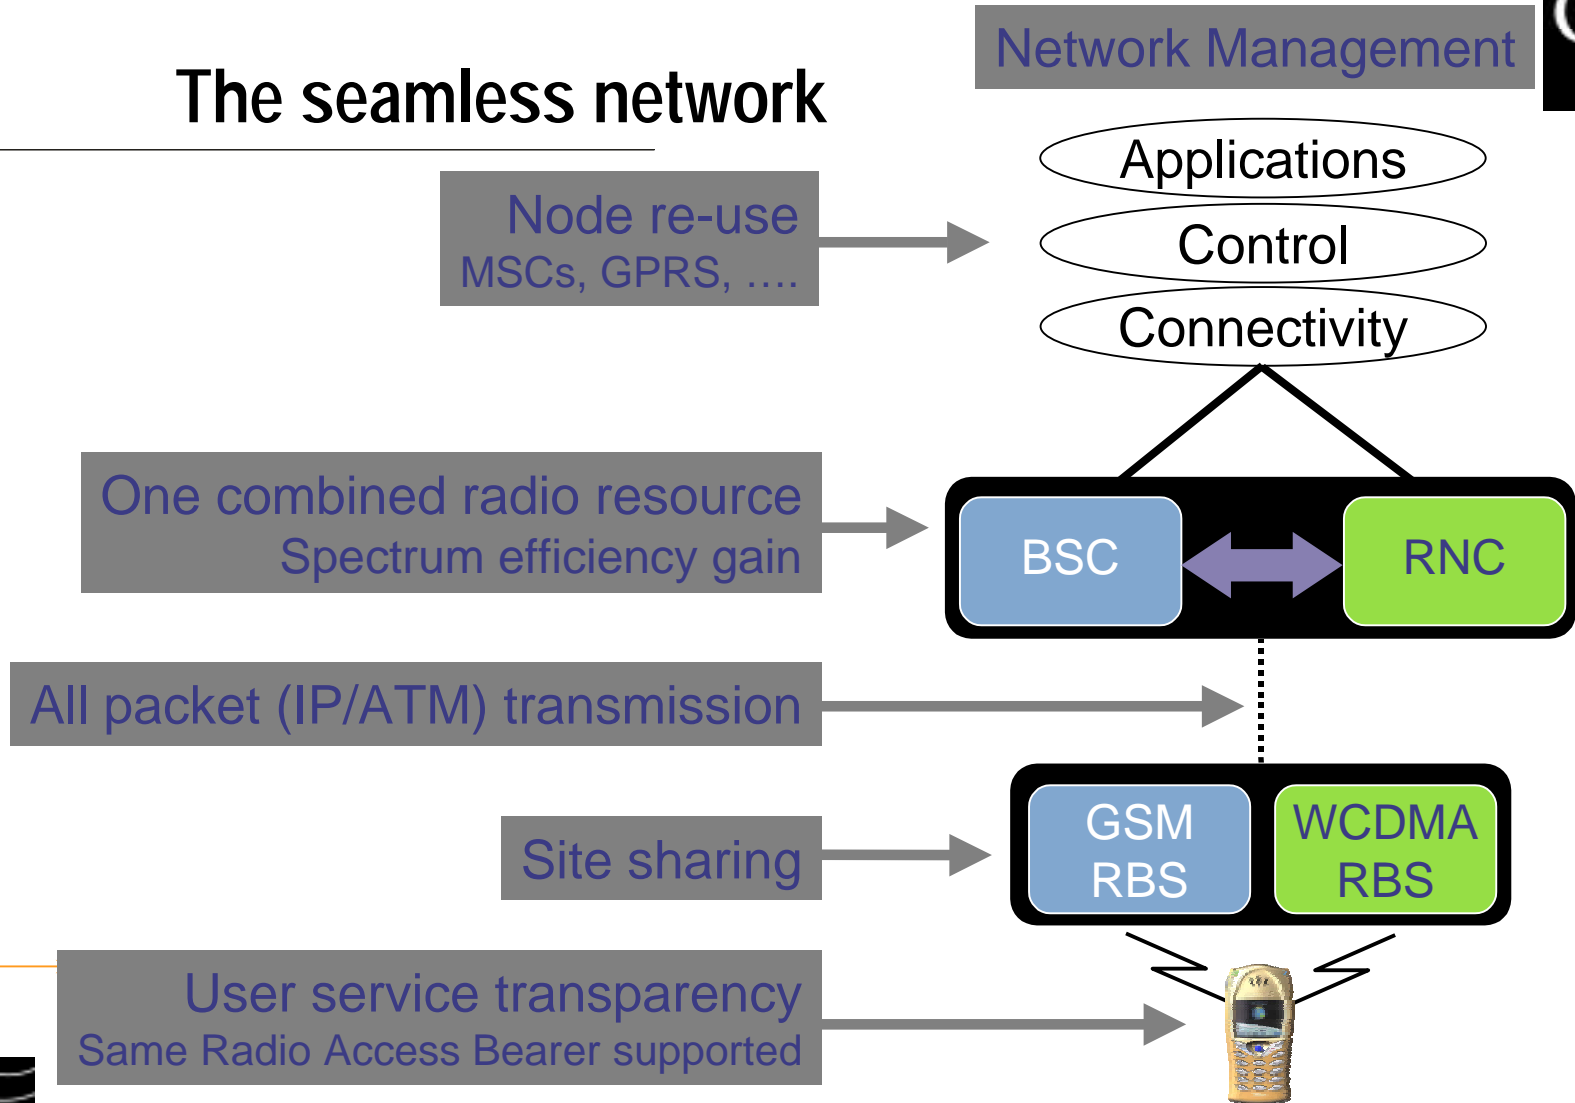 Network Management
The seamless network
Applications
Node re-use
MSCs, GPRS, ....
Control
Connectivity
One combined radio resource
Spectrum efficiency gain
BSC
RNC
All packet (IP/ATM) transmission
GSM
RBS
WCDMA
RBS
Site sharing
User service transparency
Same Radio Access Bearer supported